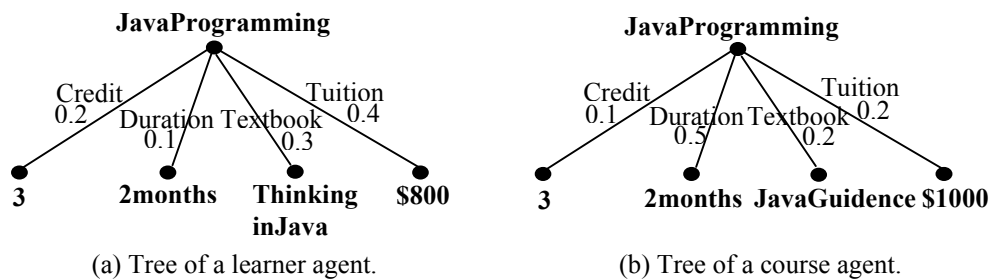 JavaProgramming
Credit
0.2
Duration
0.1
Textbook
0.3
Tuition
0.4
3
2months
Thinking
inJava
$800
(a) Tree of a learner agent.
JavaProgramming
Credit
0.1
Duration
0.5
Textbook
0.2
Tuition
0.2
3
2months
JavaGuidence
$1000
(b) Tree of a course agent.